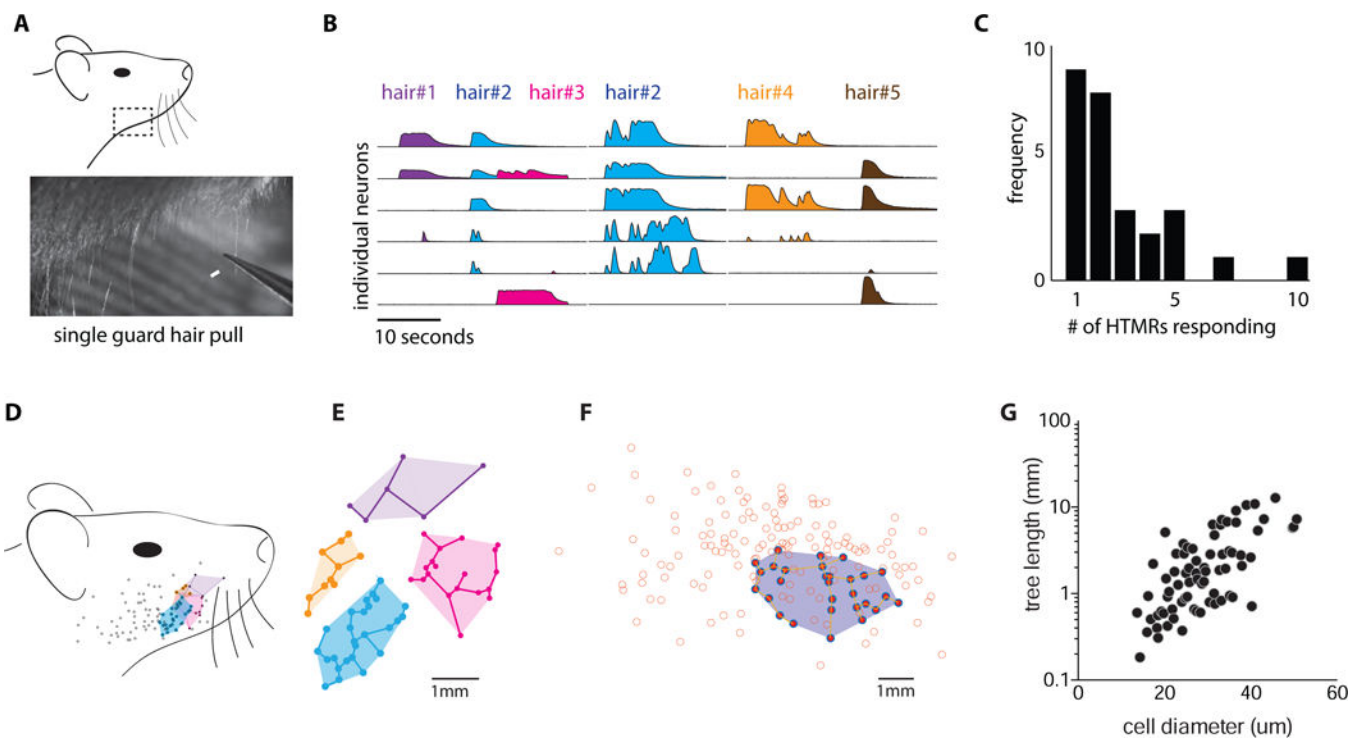 A
single guard hair pull
B
hair#1 hair#2 hair#3 hair#2 hair#4 hair#5
individual neurons
10 seconds
C
10
5
0
frequency
1 5 10
# of HTMRs responding
D
E
1mm
F
1mm
G
100
10
1
0.1
tree length (mm)
0 20 40 60
cell diameter (um)